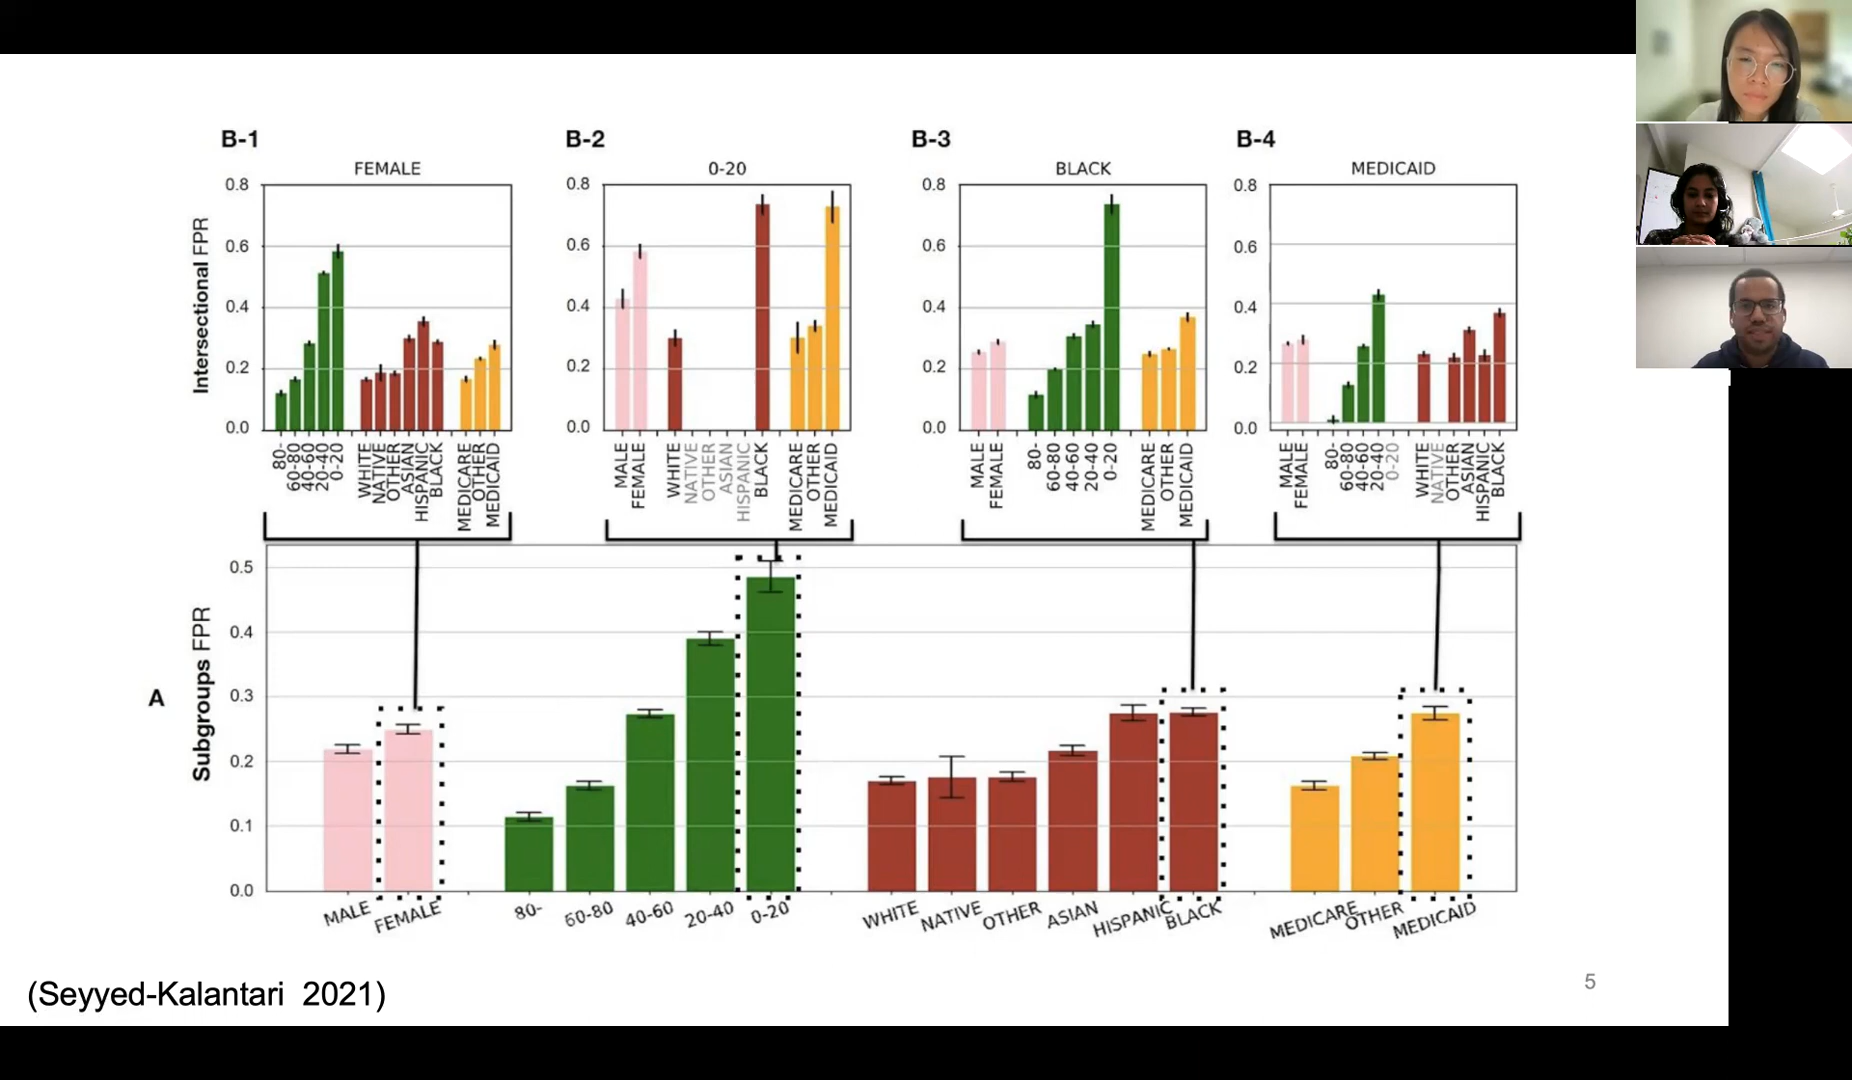 B-1
FEMALE
Intersectional FPR
0.8
0.6
0.4
0.2
0.0
80-
60-80
40-60
20-40
0-20
WHITE
NATIVE
OTHER
ASIAN
HISPANIC
BLACK
MEDICARE
OTHER
MEDICAID
B-2
0-20
0.8
0.6
0.4
0.2
0.0
MALE
FEMALE
WHITE
NATIVE
OTHER
ASIAN
HISPANIC
BLACK
MEDICARE
OTHER
MEDICAID
B-3
BLACK
0.8
0.6
0.4
0.2
0.0
MALE
FEMALE
80-
60-80
40-60
20-40
0-20
MEDICARE
OTHER
MEDICAID
B-4
MEDICAID
0.8
0.6
0.4
0.2
0.0
MALE
FEMALE
80-
60-80
40-60
20-40
0-20
WHITE
NATIVE
OTHER
ASIAN
HISPANIC
BLACK
A
Subgroups FPR
0.5
0.4
0.3
0.2
0.1
0.0
MALE
FEMALE
80-
60-80
40-60
20-40
0-20
WHITE
NATIVE
OTHER
ASIAN
HISPANIC
BLACK
MEDICARE
OTHER
MEDICAID
(Seyyed-Kalantari 2021)
5